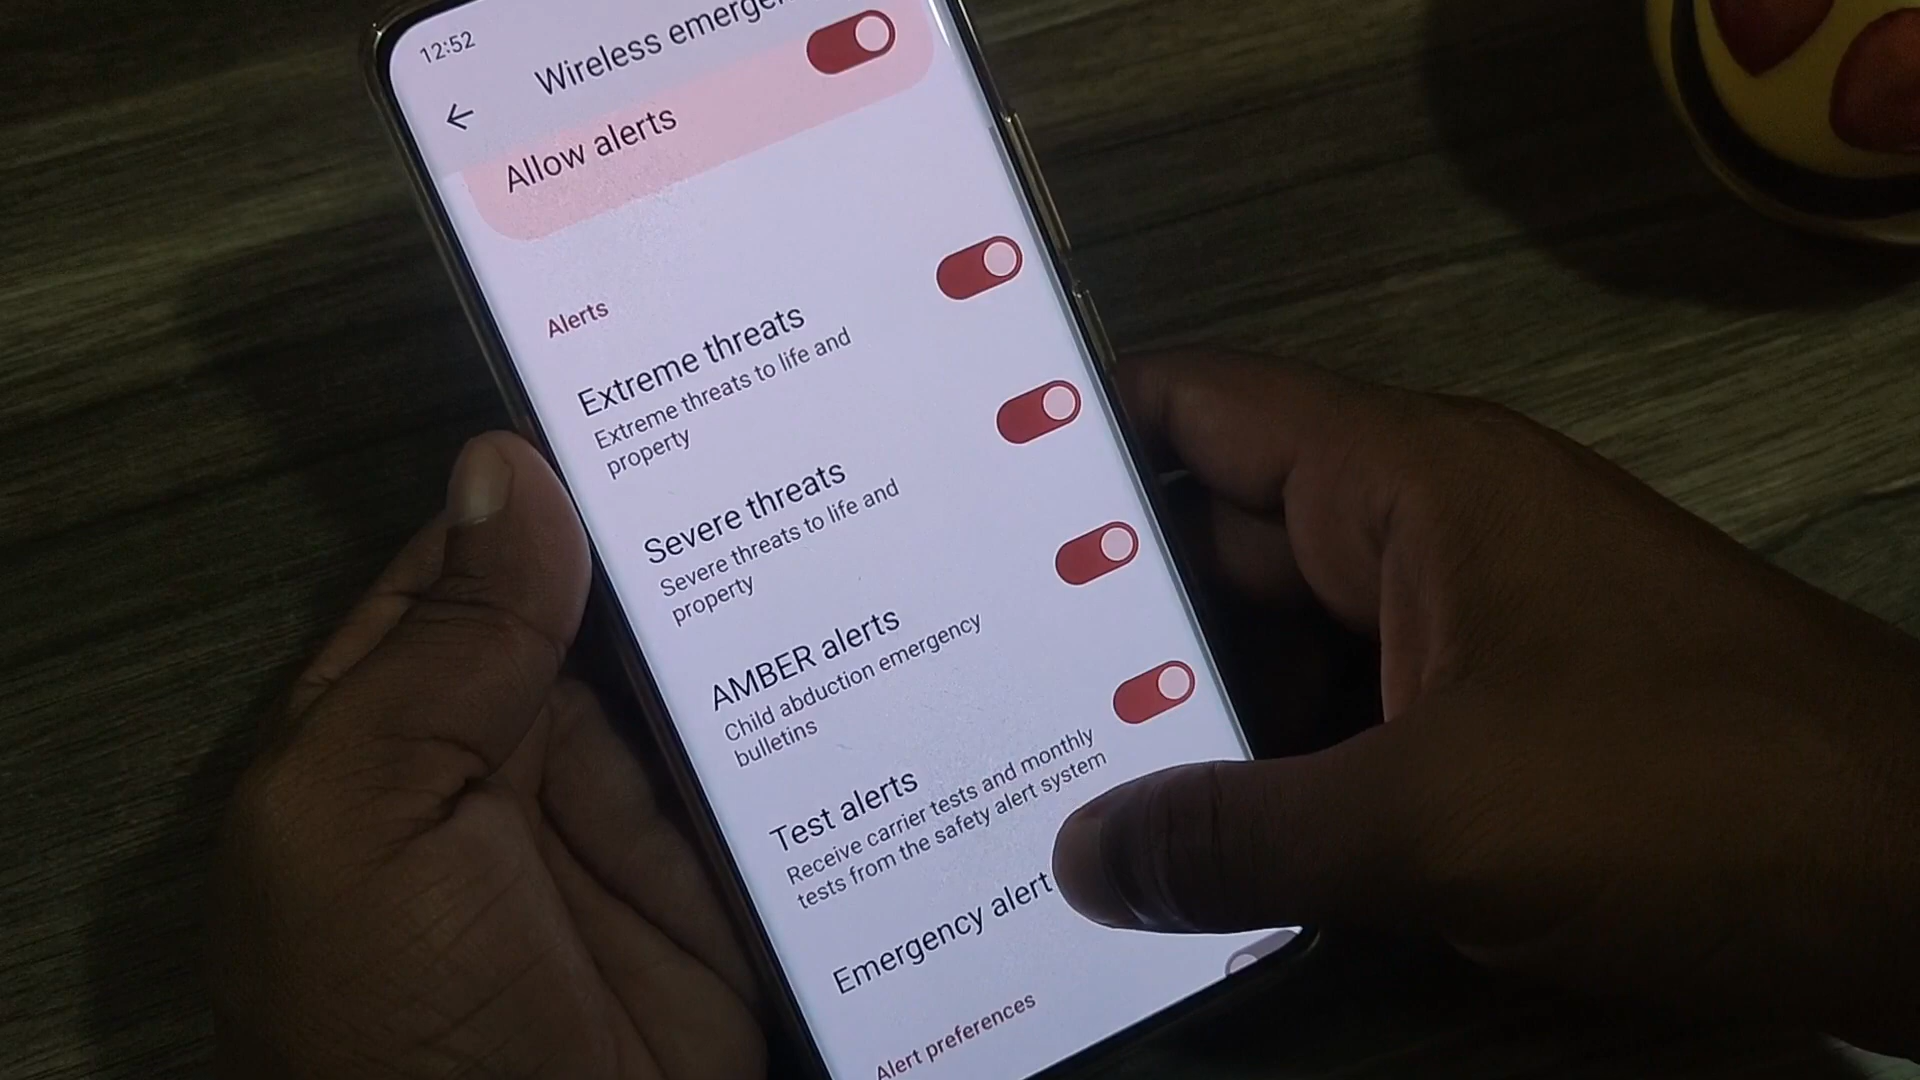 12:52
Wireless
Allow alerts
Alerts
Extreme threats
Extreme threats to life and
property
Severe threats
Severe threats to life and
property
AMBER alerts
Child abduction emergency
bulletins
Test alerts
Receive carrier tests and monthly
tests from the safety alert system
Emergency alert
Alert preferences